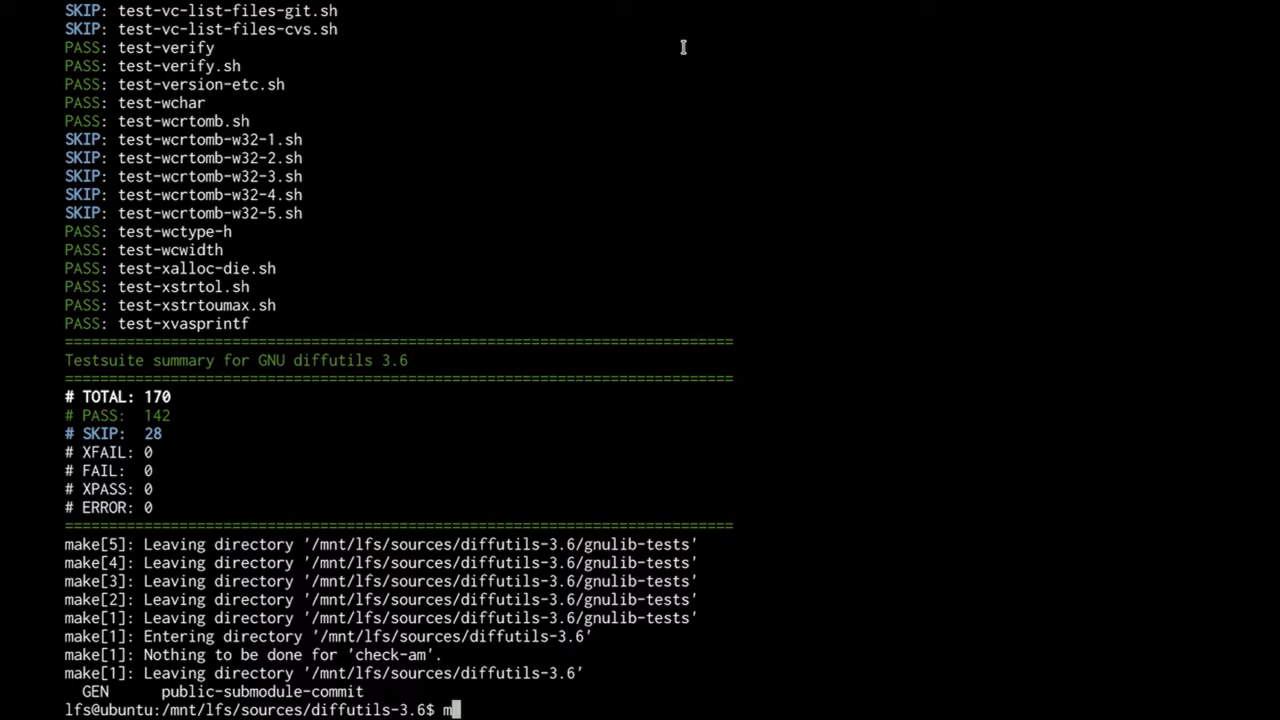 SKIP: test-vc-list-files-git.sh
SKIP: test-vc-list-files-cvs.sh
PASS: test-verify
PASS: test-verify.sh
PASS: test-version-etc.sh
PASS: test-wchar
PASS: test-wcrtomb.sh
SKIP: test-wcrtomb-w32-1.sh
SKIP: test-wcrtomb-w32-2.sh
SKIP: test-wcrtomb-w32-3.sh
SKIP: test-wcrtomb-w32-4.sh
SKIP: test-wcrtomb-w32-5.sh
PASS: test-wctype-h
PASS: test-wcwidth
PASS: test-xalloc-die.sh
PASS: test-xstrtol.sh
PASS: test-xstrtoumax.sh
PASS: test-xvasprintf
============================================================================
Testsuite summary for GNU diffutils 3.6
============================================================================
# TOTAL: 170
# PASS:  142
# SKIP:  28
# XFAIL: 0
# FAIL:  0
# XPASS: 0
# ERROR: 0
============================================================================
make[5]: Leaving directory '/mnt/lfs/sources/diffutils-3.6/gnulib-tests'
make[4]: Leaving directory '/mnt/lfs/sources/diffutils-3.6/gnulib-tests'
make[3]: Leaving directory '/mnt/lfs/sources/diffutils-3.6/gnulib-tests'
make[2]: Leaving directory '/mnt/lfs/sources/diffutils-3.6/gnulib-tests'
make[1]: Leaving directory '/mnt/lfs/sources/diffutils-3.6/gnulib-tests'
make[1]: Entering directory '/mnt/lfs/sources/diffutils-3.6'
make[1]: Nothing to be done for 'check-am'.
make[1]: Leaving directory '/mnt/lfs/sources/diffutils-3.6'
  GEN      public-submodule-commit
lfs@ubuntu:/mnt/lfs/sources/diffutils-3.6$ m